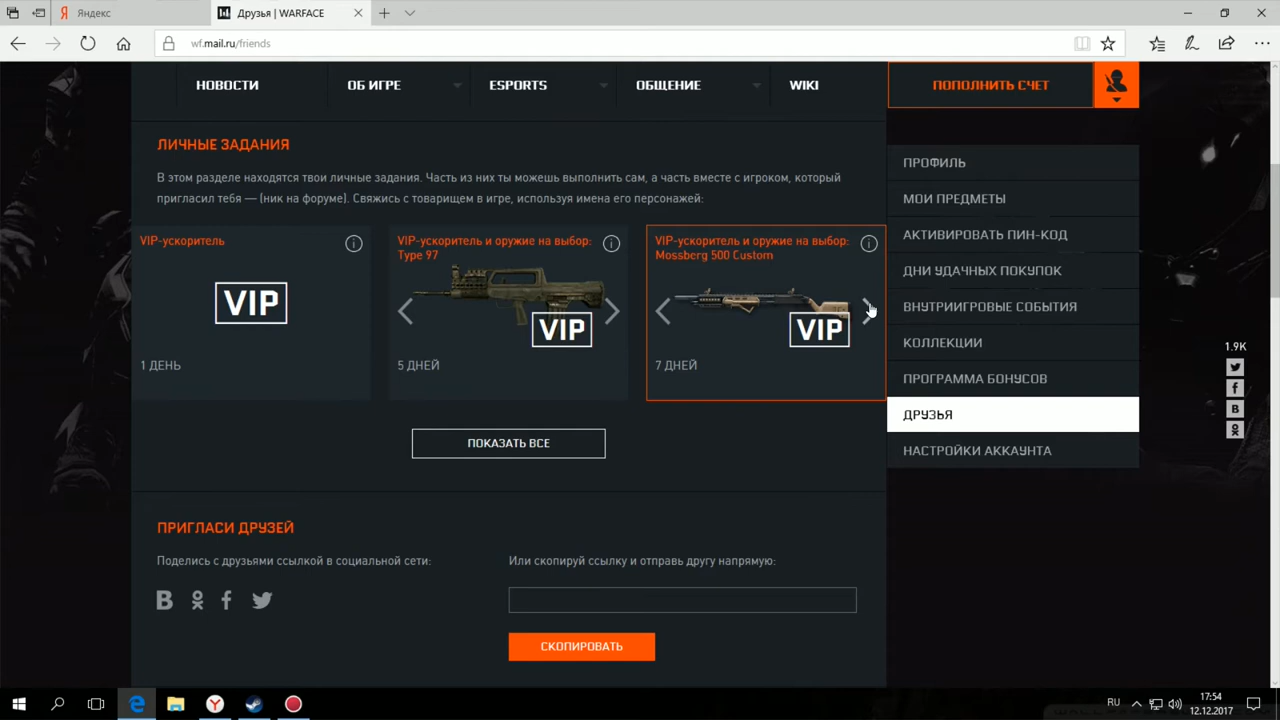 Яндекс
Друзья | WARFACE
wf.mail.ru/friends
НОВОСТИ
ОБ ИГРЕ
ESPORTS
ОБЩЕНИЕ
WIKI
ПОПОЛНИТЬ СЧЕТ
ЛИЧНЫЕ ЗАДАНИЯ
В этом разделе находятся твои личные задания. Часть из них ты можешь выполнить сам, а часть вместе с игроком, который
пригласил тебя — (ник на форуме). Свяжись с товарищем в игре, используя имена его персонажей:
VIP-ускоритель
VIP
1 ДЕНЬ
VIP-ускоритель и оружие на выбор:
Type 97
VIP
5 ДНЕЙ
VIP-ускоритель и оружие на выбор:
Mossberg 500 Custom
VIP
7 ДНЕЙ
ПОКАЗАТЬ ВСЕ
ПРИГЛАСИ ДРУЗЕЙ
Поделись с друзьями ссылкой в социальной сети:
Или скопируй ссылку и отправь другу напрямую:
СКОПИРОВАТЬ
ПРОФИЛЬ
МОИ ПРЕДМЕТЫ
АКТИВИРОВАТЬ ПИН-КОД
ДНИ УДАЧНЫХ ПОКУПОК
ВНУТРИИГРОВЫЕ СОБЫТИЯ
КОЛЛЕКЦИИ
ПРОГРАММА БОНУСОВ
ДРУЗЬЯ
НАСТРОЙКИ АККАУНТА
1.9K
RU
17:54
12.12.2017